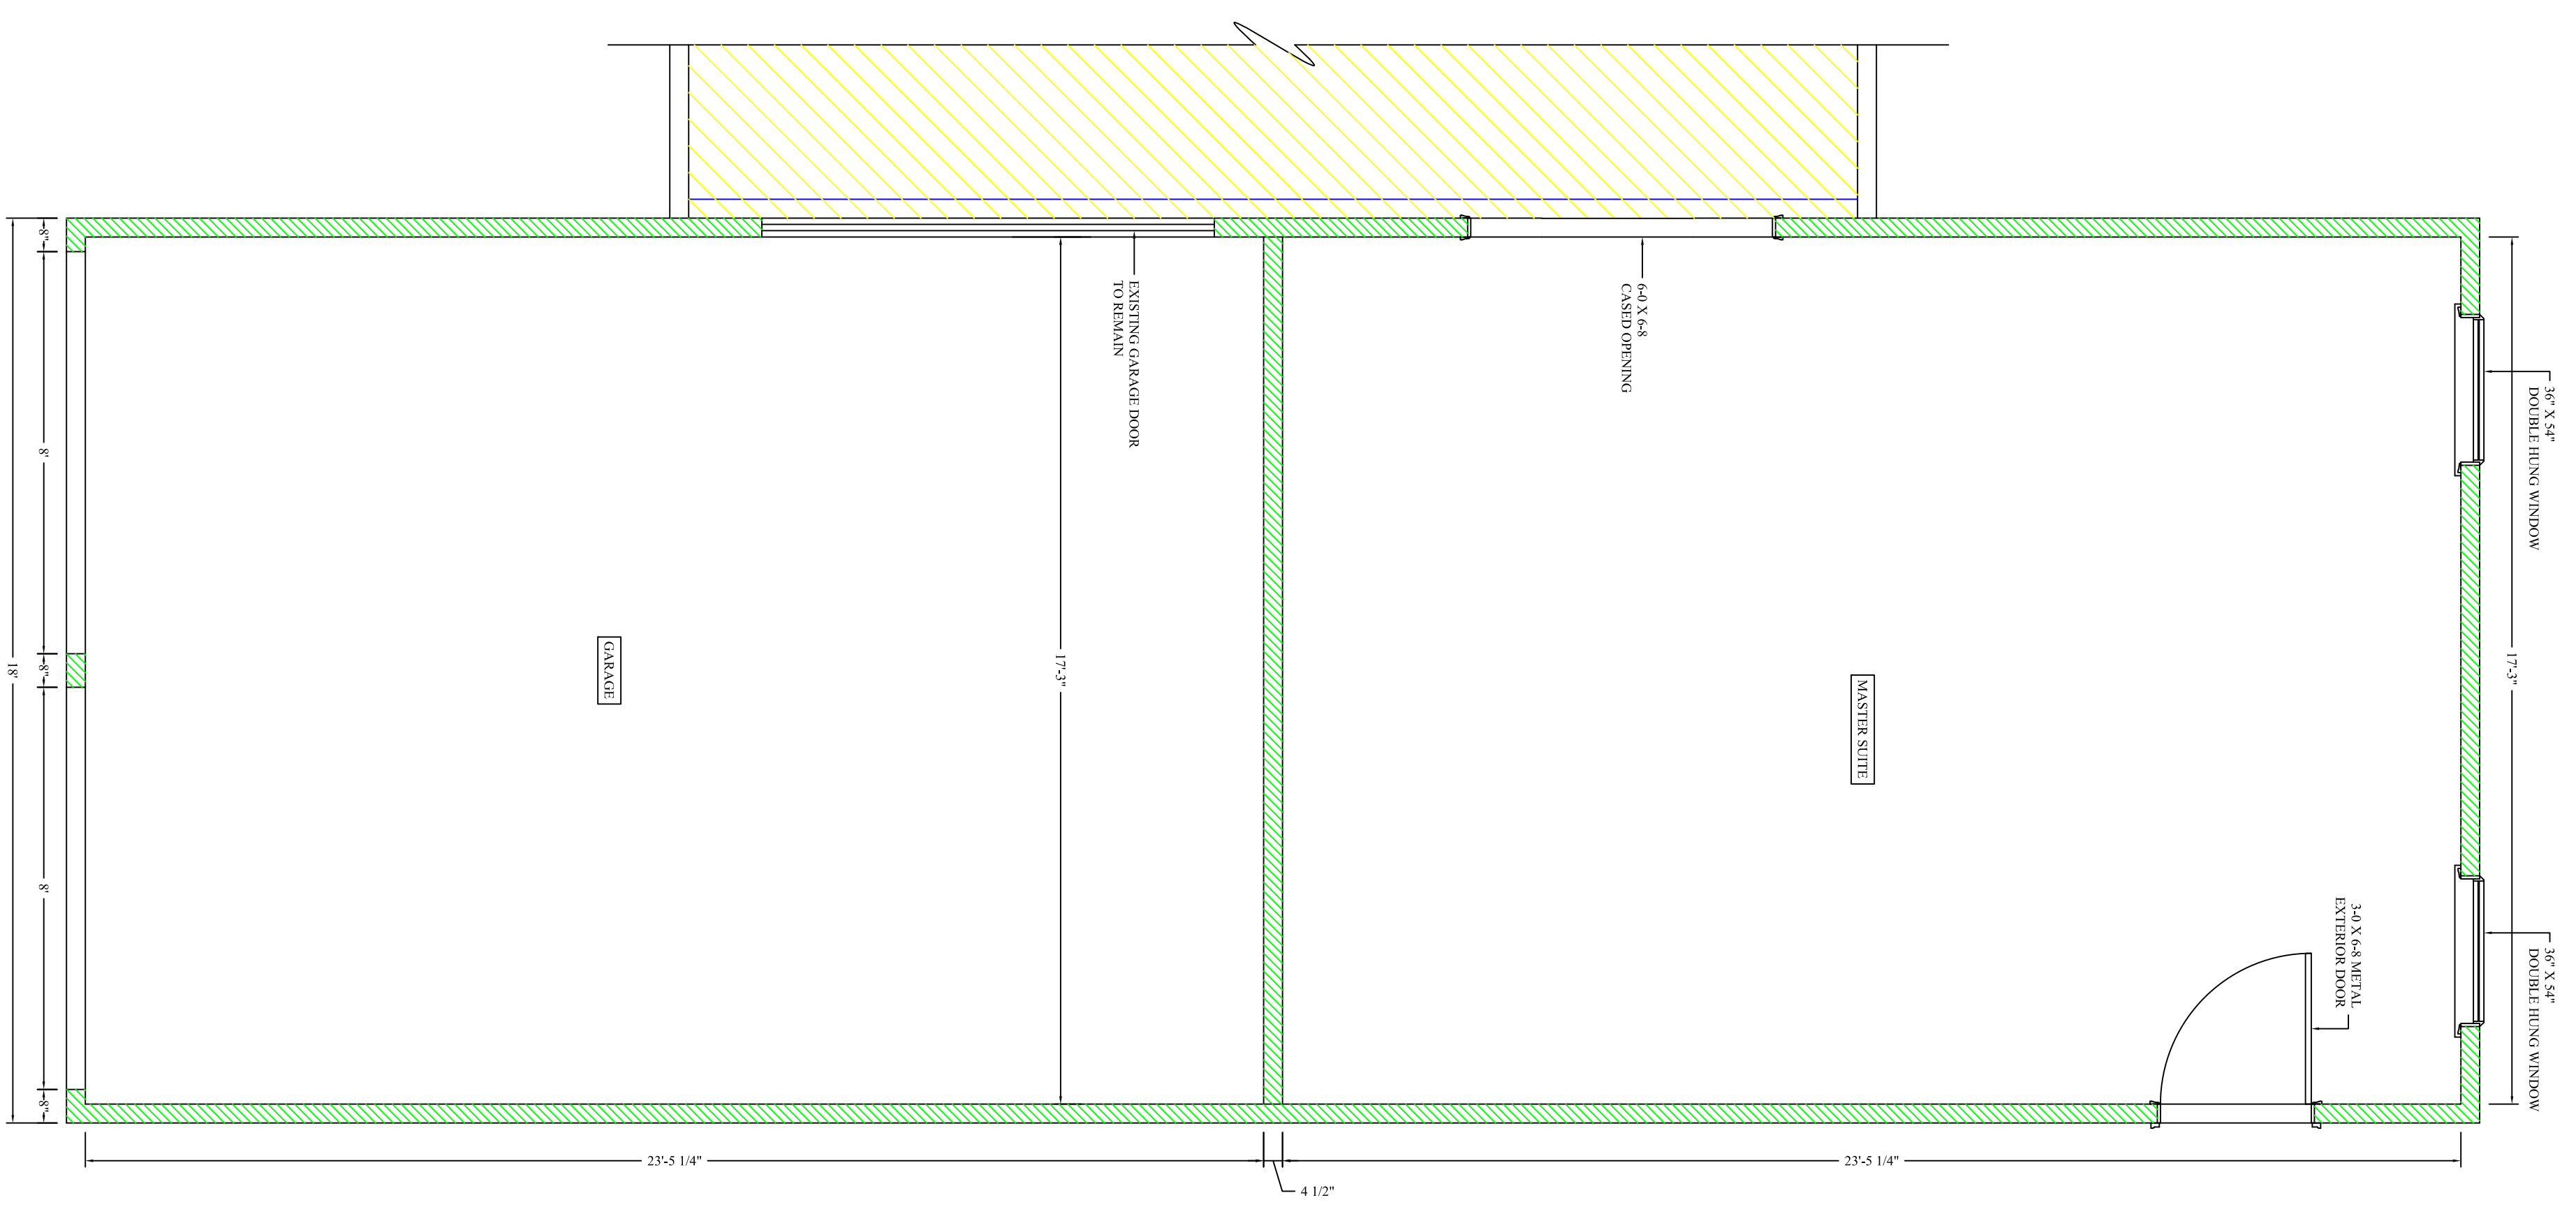 EXISTING GARAGE DOOR
TO REMAIN
6-0 X 6-8
CASED OPENING
36" X 54"
DOUBLE HUNG WINDOW
8"
8'
8"
8'
8"
18'
GARAGE
17'-3"
MASTER SUITE
17'-3"
3-0 X 6-8 METAL
EXTERIOR DOOR
36" X 54"
DOUBLE HUNG WINDOW
23'-5 1/4"
4 1/2"
23'-5 1/4"